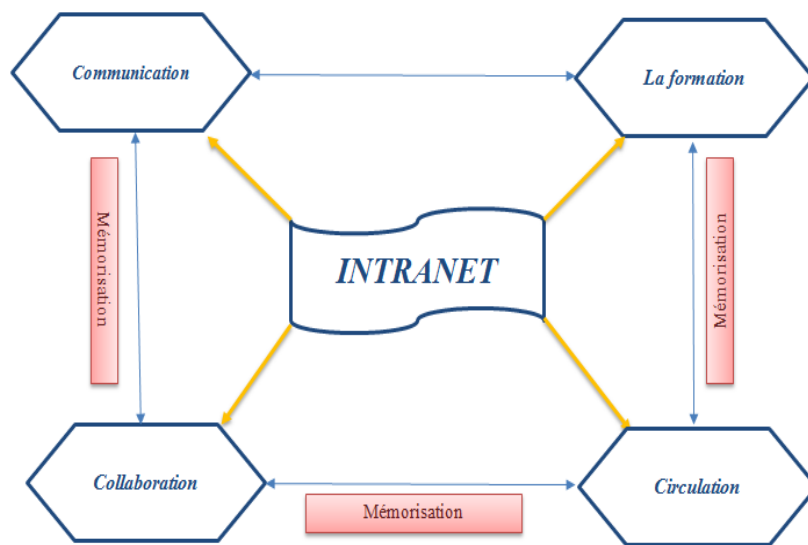 Communication
La formation
Mémorisation
Mémorisation
INTRANET
Collaboration
Circulation
Mémorisation